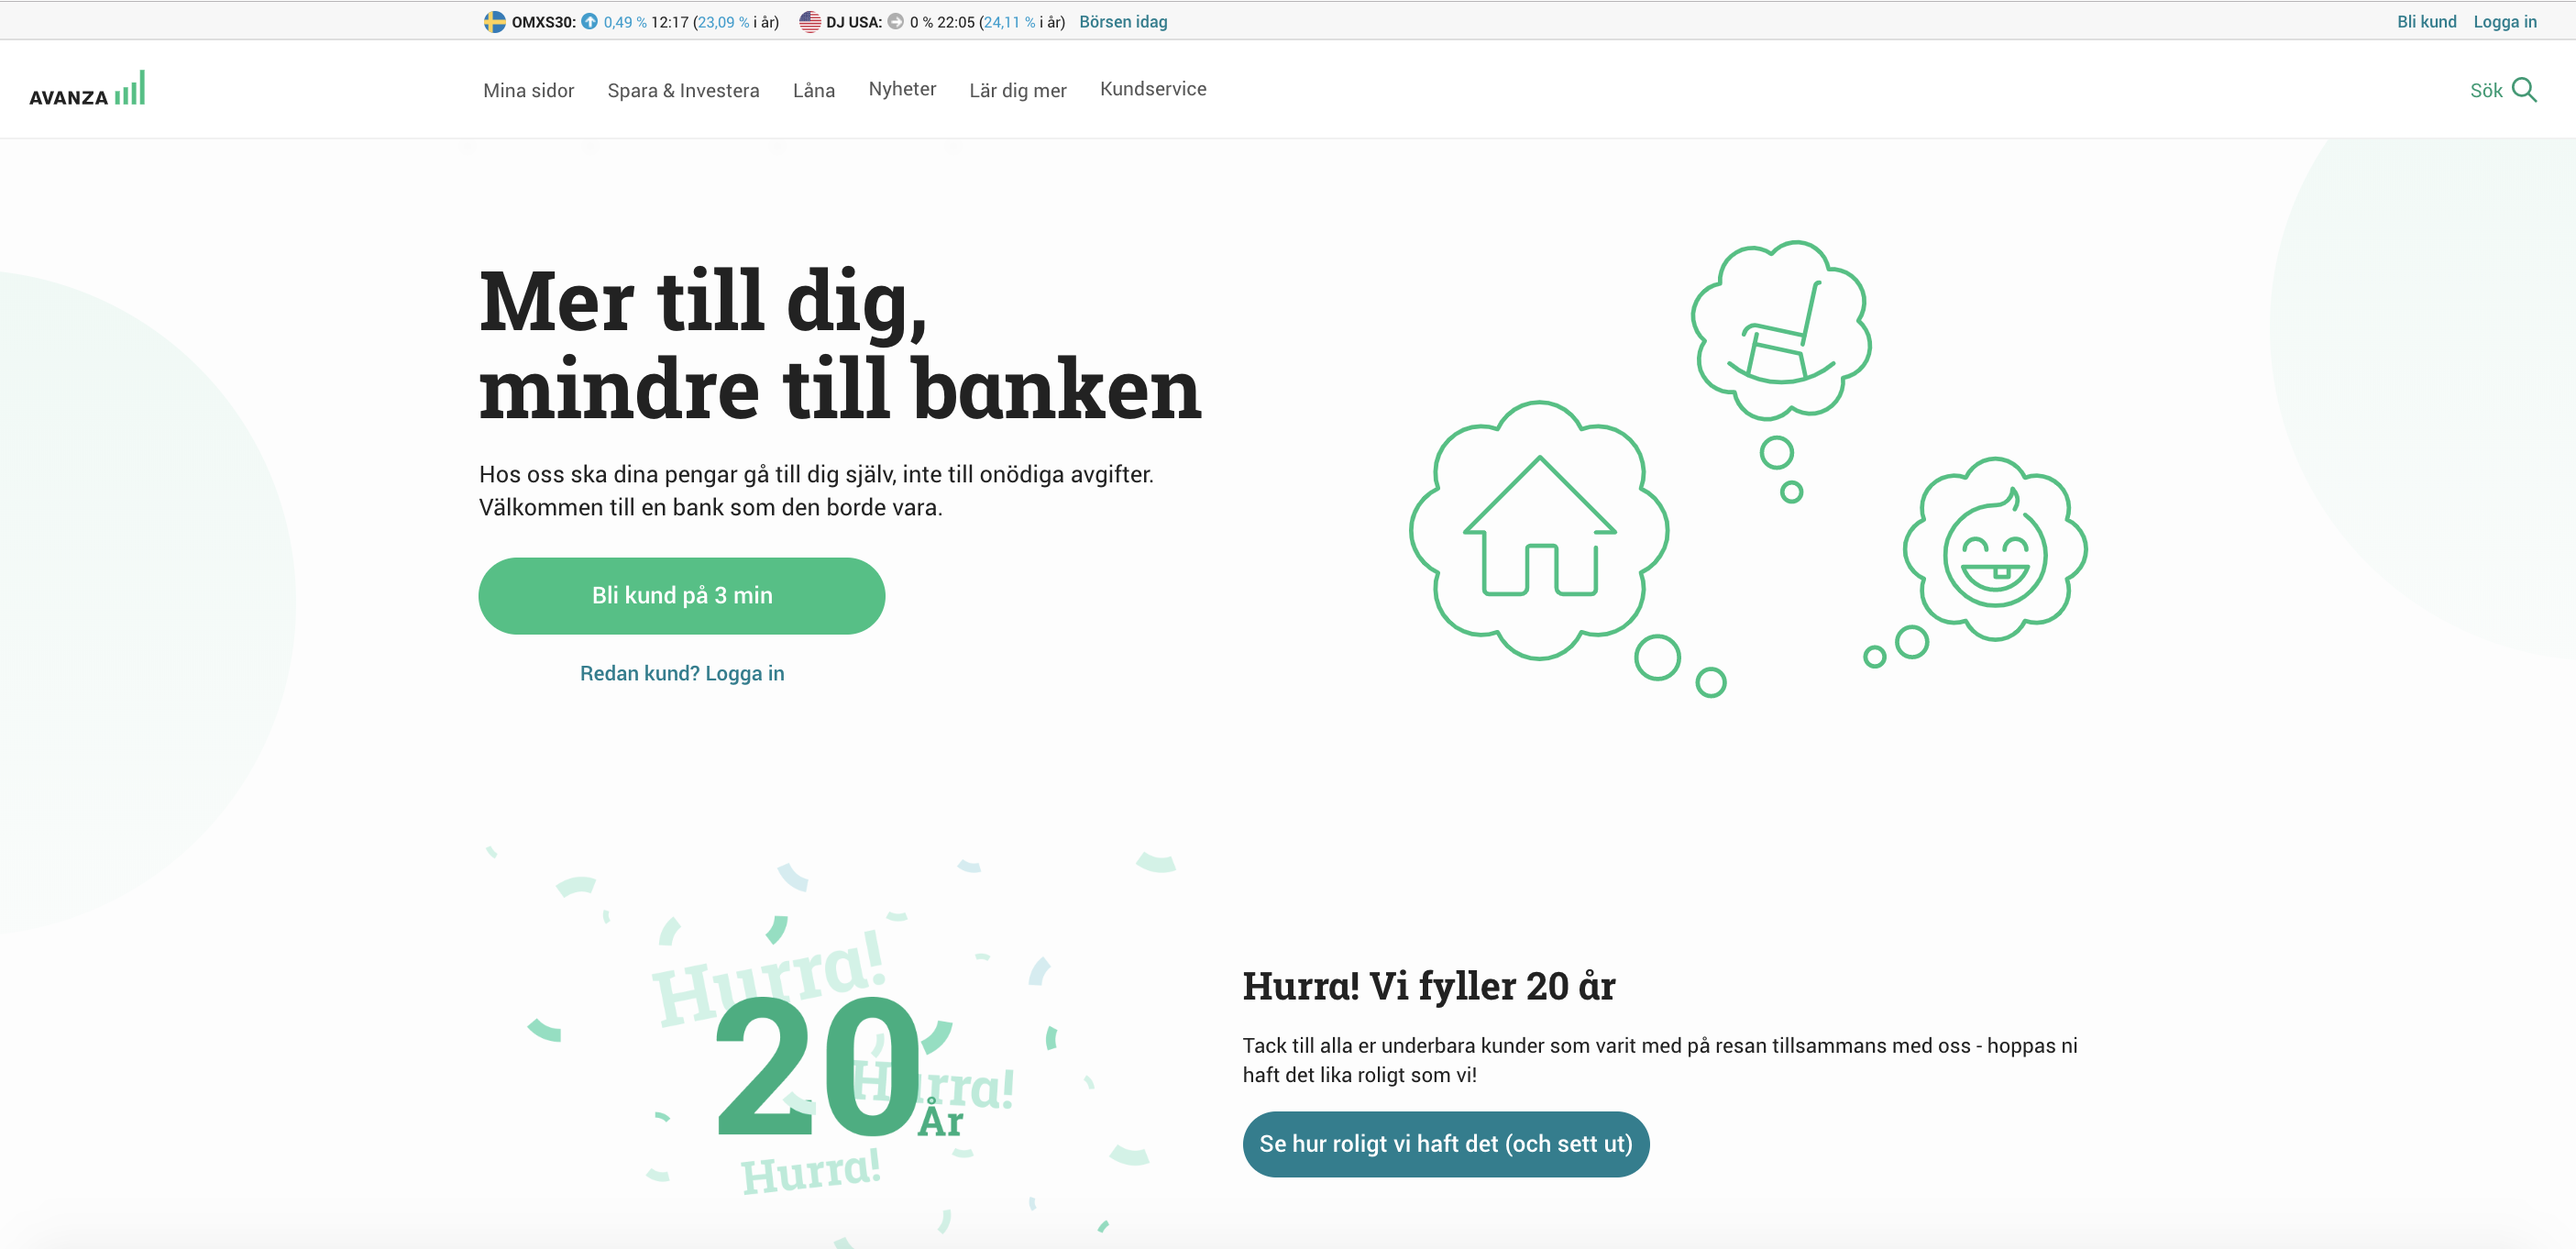 OMXS30: 0,49 % 12:17 (23,09 % i år) DJ USA: 0 % 22:05 (24,11 % i år) Börsen idag Bli kund Logga in
AVANZA Mina sidor Spara & Investera Låna Nyheter Lär dig mer Kundservice Sök
Mer till dig,
mindre till banken
Hos oss ska dina pengar gå till dig själv, inte till onödiga avgifter.
Välkommen till en bank som den borde vara.
Bli kund på 3 min
Redan kund? Logga in
Hurra!
20 År
Hurra!
Hurra!
Hurra! Vi fyller 20 år
Tack till alla er underbara kunder som varit med på resan tillsammans med oss - hoppas ni
haft det lika roligt som vi!
Se hur roligt vi haft det (och sett ut)